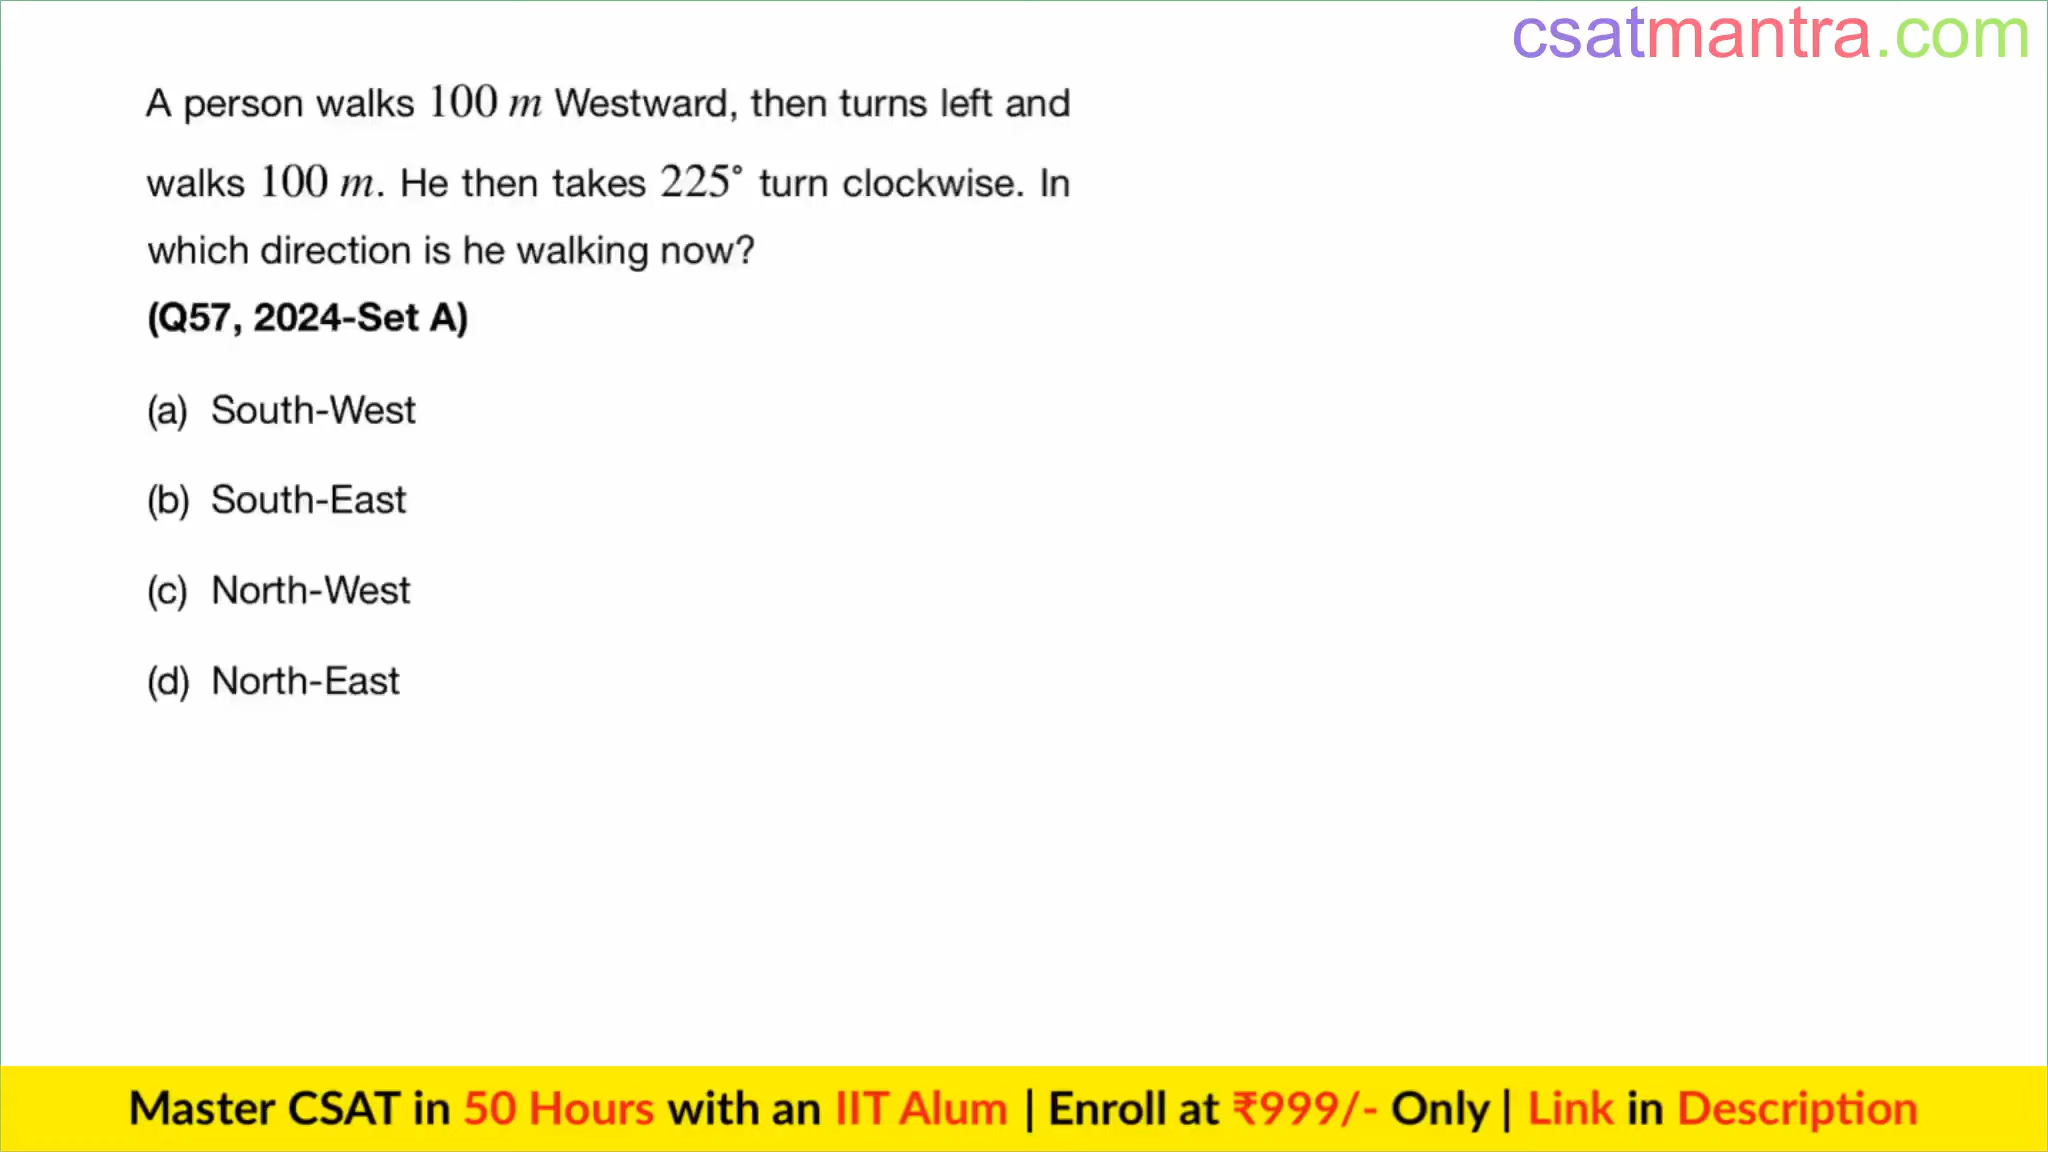 csatmantra.com
A person walks 100 m Westward, then turns left and
walks 100 m. He then takes 225° turn clockwise. In
which direction is he walking now?
(Q57, 2024-Set A)
(a) South-West
(b) South-East
(c) North-West
(d) North-East
Master CSAT in 50 Hours with an IIT Alum | Enroll at ₹999/- Only | Link in Description